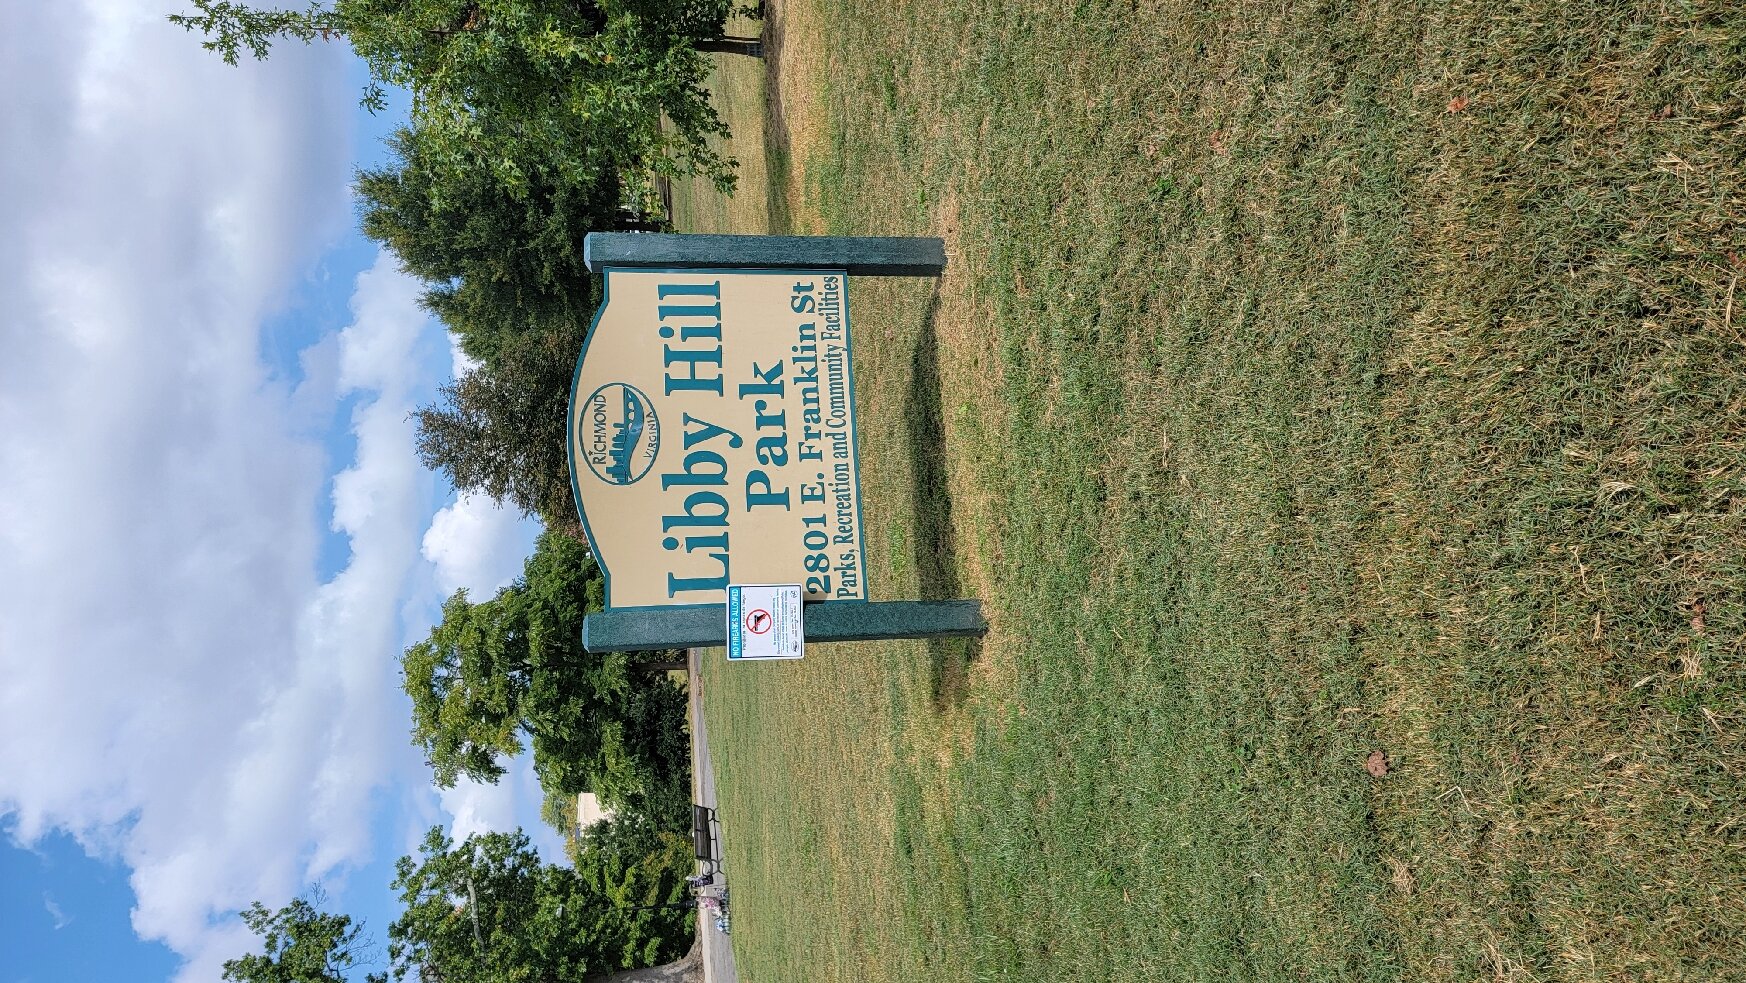 RICHMOND
VIRGINIA
Libby Hill
Park
2801 E. Franklin St
Parks, Recreation and Community Facilities
NO FIREARMS ALLOWED